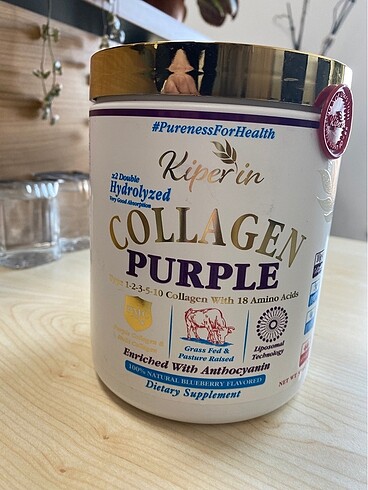 #PurenessForHealth
Kiperin
x2 Double
Hydrolyzed
Very Good Absorption
COLLAGEN
PURPLE
1-2-3-5-10 Collagen With 18 Amino Acids
Grass Fed &
Pasture Raised
Liposomal
Technology
Enriched With Anthocyanin
100% NATURAL BLUEBERRY FLAVORED
Dietary Supplement
NET